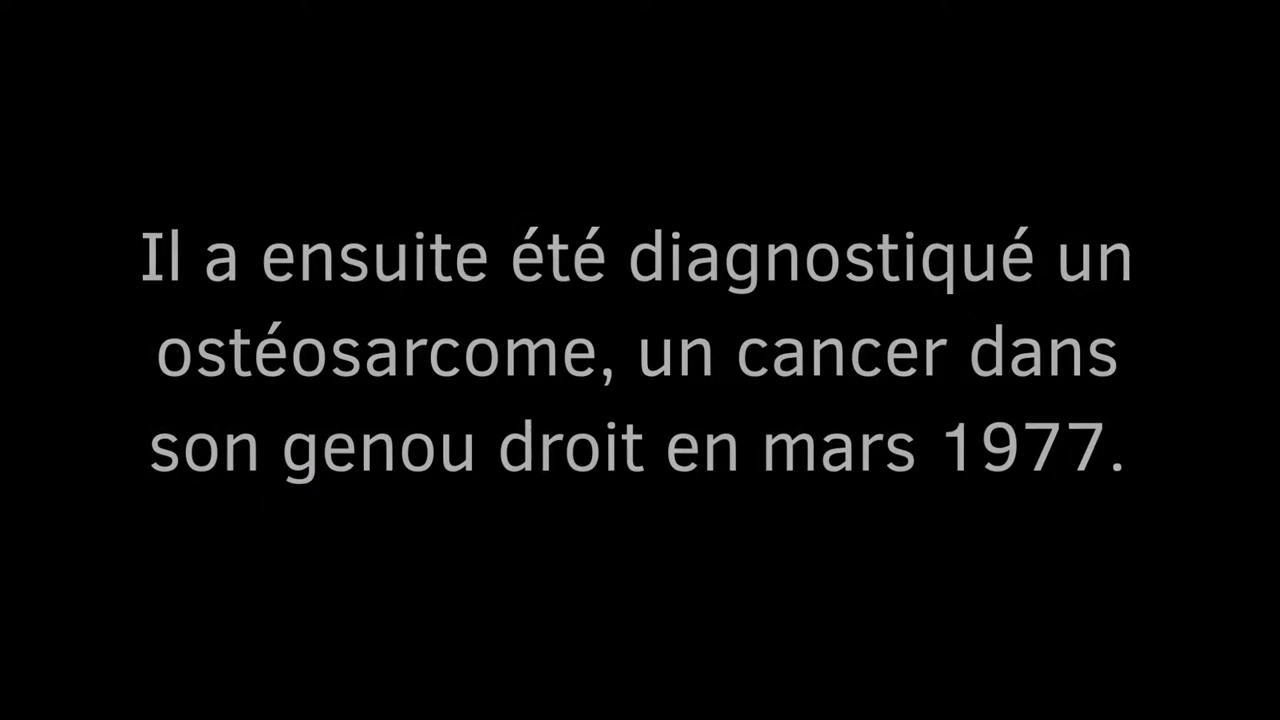 Il a ensuite été diagnostiqué un
ostéosarcome, un cancer dans
son genou droit en mars 1977.